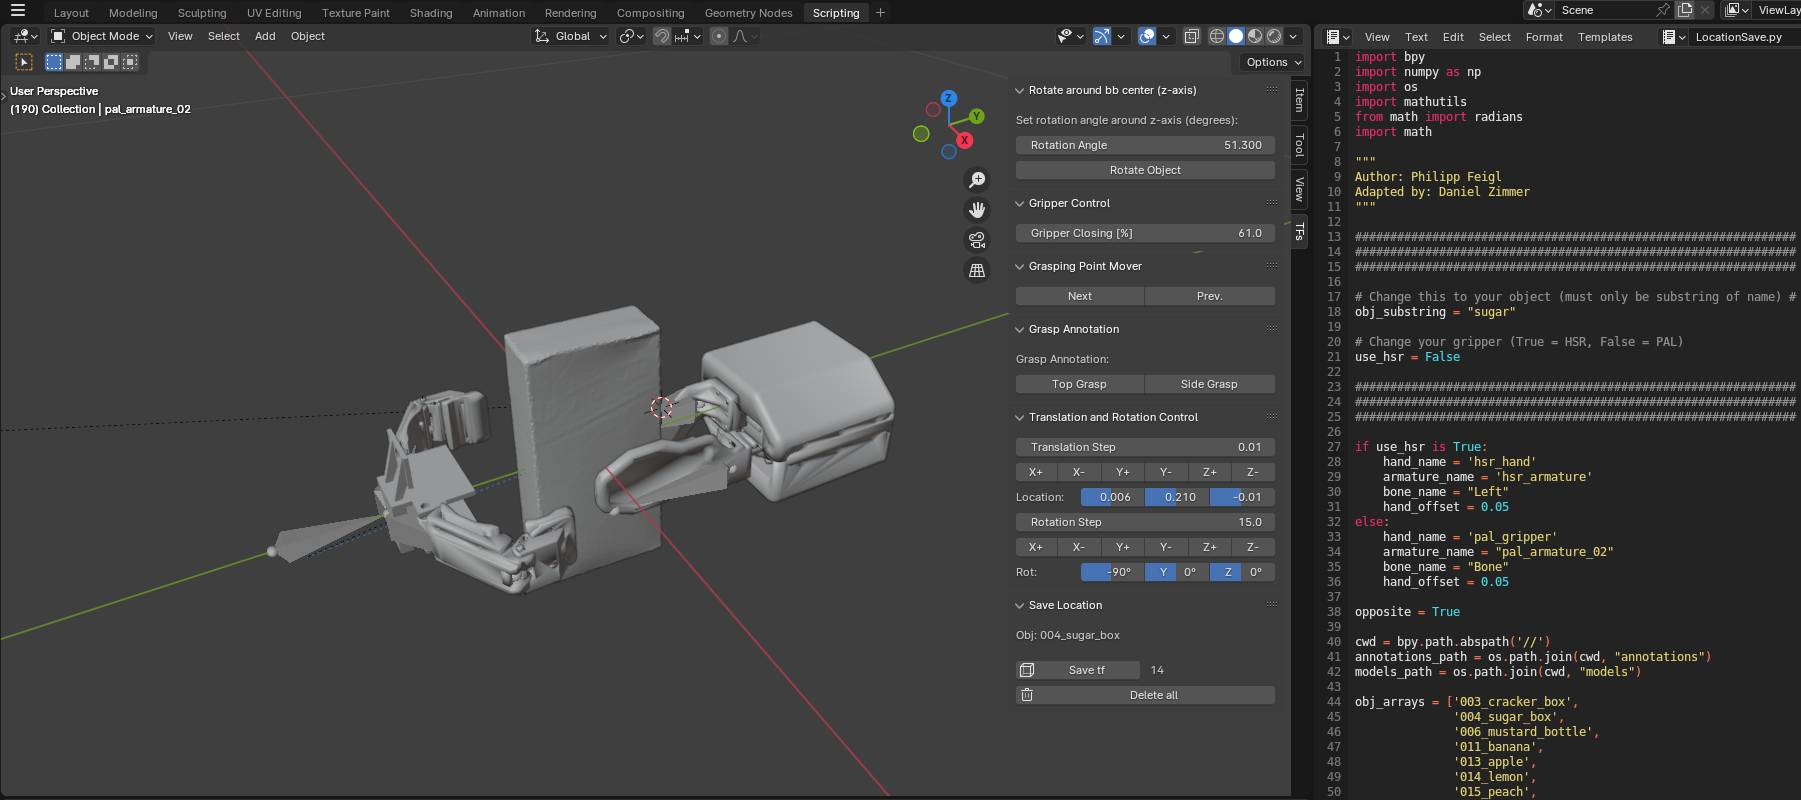 Layout Modeling Sculpting UV Editing Texture Paint Shading Animation Rendering Compositing Geometry Nodes Scripting +
Scene ViewLay
Object Mode View Select Add Object Global
Options
User Perspective
(190) Collection | pal_armature_02
Z
Y
X
Rotate around bb center (z-axis)
Set rotation angle around z-axis (degrees):
Rotation Angle 51.300
Rotate Object
Gripper Control
Gripper Closing [%] 61.0
Grasping Point Mover
Next Prev.
Grasp Annotation
Grasp Annotation:
Top Grasp Side Grasp
Translation and Rotation Control
Translation Step 0.01
X+ X- Y+ Y- Z+ Z-
Location: 0.006 0.210 -0.01
Rotation Step 15.0
X+ X- Y+ Y- Z+ Z-
Rot: -90° Y 0° Z 0°
Save Location
Obj: 004_sugar_box
Save tf 14
Delete all
Item
Tool
View
TFs
View Text Edit Select Format Templates LocationSave.py
1 import bpy
2 import numpy as np
3 import os
4 import mathutils
5 from math import radians
6 import math
7
8 """
9 Author: Philipp Feigl
10 Adapted by: Daniel Zimmer
11 """
12
13 ###############################################################
14 ###############################################################
15 ###############################################################
16
17 # Change this to your object (must only be substring of name) #
18 obj_substring = "sugar"
19
20 # Change your gripper (True = HSR, False = PAL)
21 use_hsr = False
22
23 ###############################################################
24 ###############################################################
25 ###############################################################
26
27 if use_hsr is True:
28 hand_name = 'hsr_hand'
29 armature_name = 'hsr_armature'
30 bone_name = "Left"
31 hand_offset = 0.05
32 else:
33 hand_name = 'pal_gripper'
34 armature_name = "pal_armature_02"
35 bone_name = "Bone"
36 hand_offset = 0.05
37
38 opposite = True
39
40 cwd = bpy.path.abspath('//')
41 annotations_path = os.path.join(cwd, "annotations")
42 models_path = os.path.join(cwd, "models")
43
44 obj_arrays = ['003_cracker_box',
45 '004_sugar_box',
46 '006_mustard_bottle',
47 '011_banana',
48 '013_apple',
49 '014_lemon',
50 '015_peach',